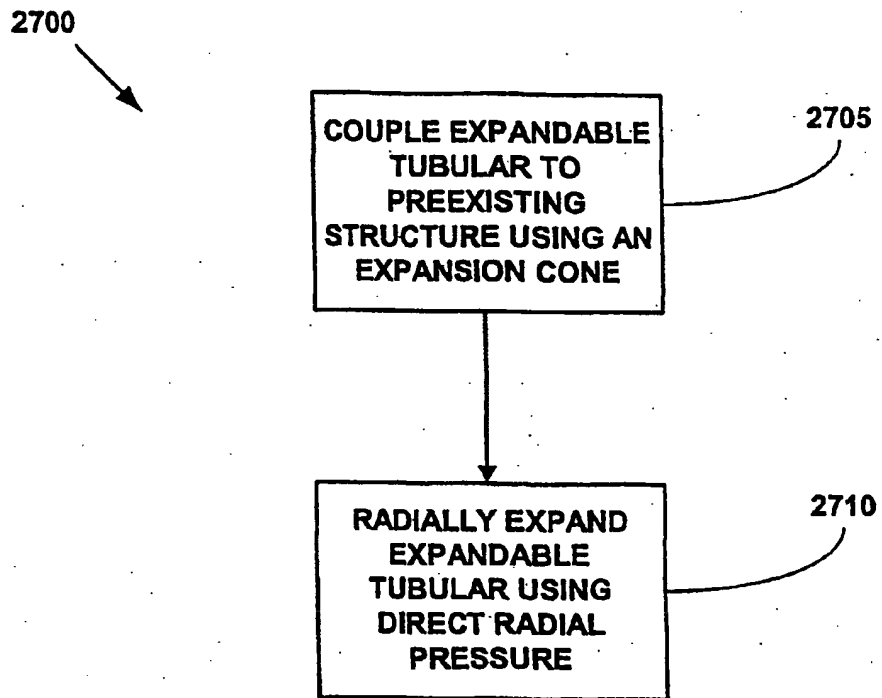 2700
COUPLE EXPANDABLE
TUBULAR TO
PREEXISTING
STRUCTURE USING AN
EXPANSION CONE
2705
RADIALLY EXPAND
EXPANDABLE
TUBULAR USING
DIRECT RADIAL
PRESSURE
2710